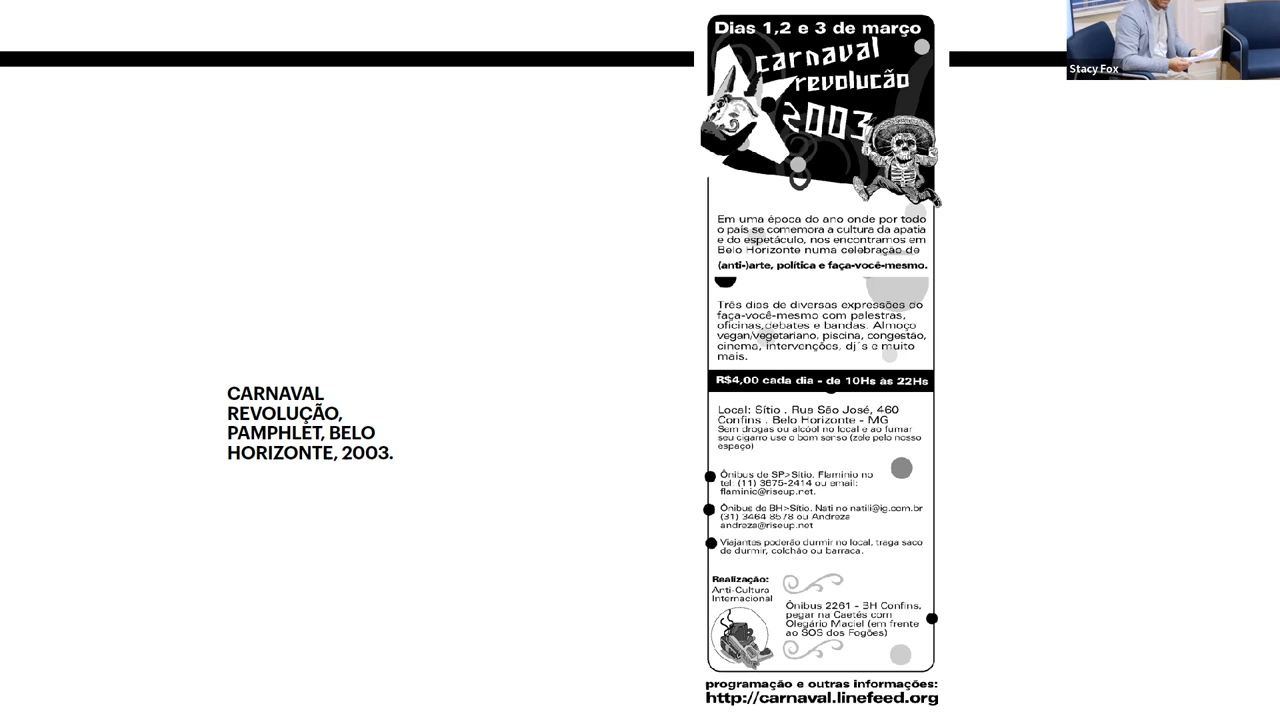 Dias 1,2 e 3 de março
carnaval
revolução
2003
Stacy Fox
Em uma época do ano onde por todo
o país se comemora a cultura da apatia
e do espetáculo, nos encontramos em
Belo Horizonte numa celebração de
(anti-)arte, política e faça-você-mesmo.
Três dias de diversas expressões do
faça-você-mesmo com palestras,
oficinas,debates e bandas. Almoço
vegan/vegetariano, piscina, congestão,
cinema, intervenções, dj´s e muito
mais.
R$4,00 cada dia - de 10Hs às 22Hs
CARNAVAL
REVOLUÇÃO,
PAMPHLET, BELO
HORIZONTE, 2003.
Local: Sítio . Rua São José, 460
Confins . Belo Horizonte - MG
Sem drogas ou alcóol no local e ao fumar
seu cigarro use o bom senso (zele pelo nosso
espaço)
Ônibus de SP>Sítio. Flaminio no
tel. (11) 3675-2414 ou email:
flaminic@riseup.net.
Ônibus de BH>Sítio. Nati no natili@ig.com.br
(31) 3464 8578 ou Andreza
andreza@riseup.net
Viajantes poderão durmir no local, traga saco
de durmir, colchão ou barraca.
Realização:
Anti-Cultura
Internacional
Ônibus 2261 - BH Confins,
pegar na Caetés com
Olegário Maciel (em frente
ao SOS dos Fogões)
programação e outras informações:
http://carnaval.linefeed.org